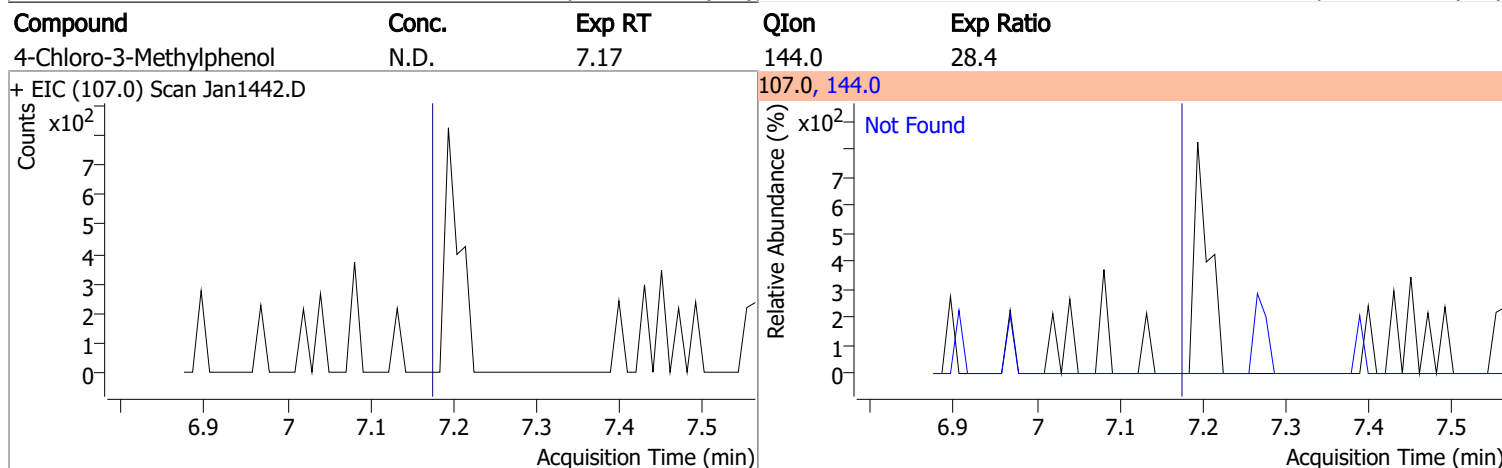 Compound Conc. Exp RT QIon Exp Ratio
4-Chloro-3-Methylphenol N.D. 7.17 144.0 28.4
+ EIC (107.0) Scan Jan1442.D
Counts
x10²
7
6
5
4
3
2
1
0
6.9 7 7.1 7.2 7.3 7.4 7.5
Acquisition Time (min)
107.0, 144.0
Relative Abundance (%)
x10²
Not Found
7
6
5
4
3
2
1
0
6.9 7 7.1 7.2 7.3 7.4 7.5
Acquisition Time (min)